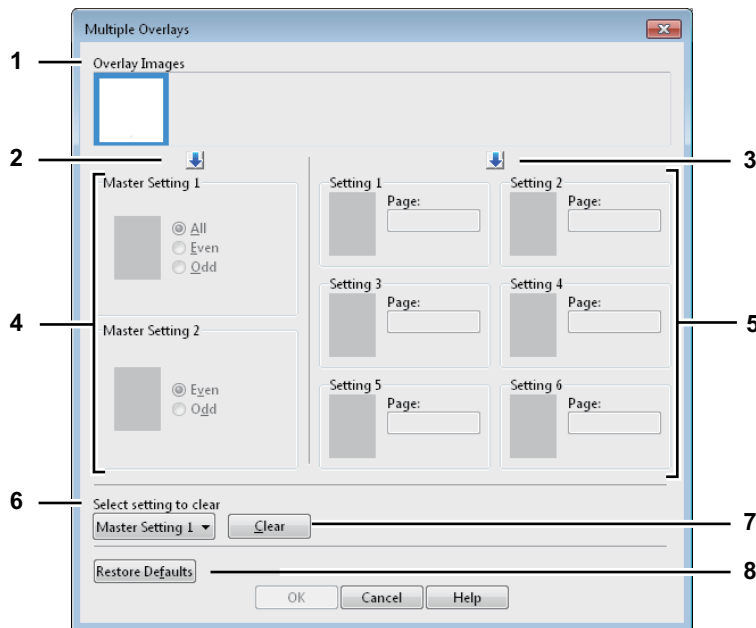 Multiple Overlays
1
Overlay Images
2
3
Master Setting 1
All
Even
Odd
Setting 1
Page:
Setting 2
Page:
Setting 3
Page:
Setting 4
Page:
4
5
Master Setting 2
Even
Odd
Setting 5
Page:
Setting 6
Page:
6
Select setting to clear
Master Setting 1
Clear
7
Restore Defaults
8
OK
Cancel
Help